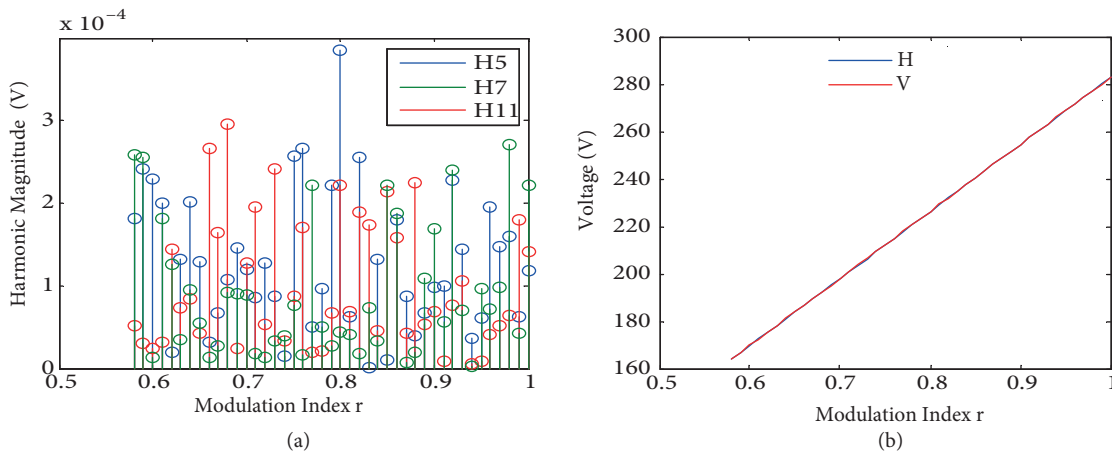 x 10⁻⁴
3
2
1
0
0.5
0.6
0.7
0.8
0.9
1
Harmonic Magnitude (V)
Modulation Index r
H5
H7
H11
(a)
300
280
260
240
220
200
180
160
0.5
0.6
0.7
0.8
0.9
1
Voltage (V)
Modulation Index r
H
V
(b)